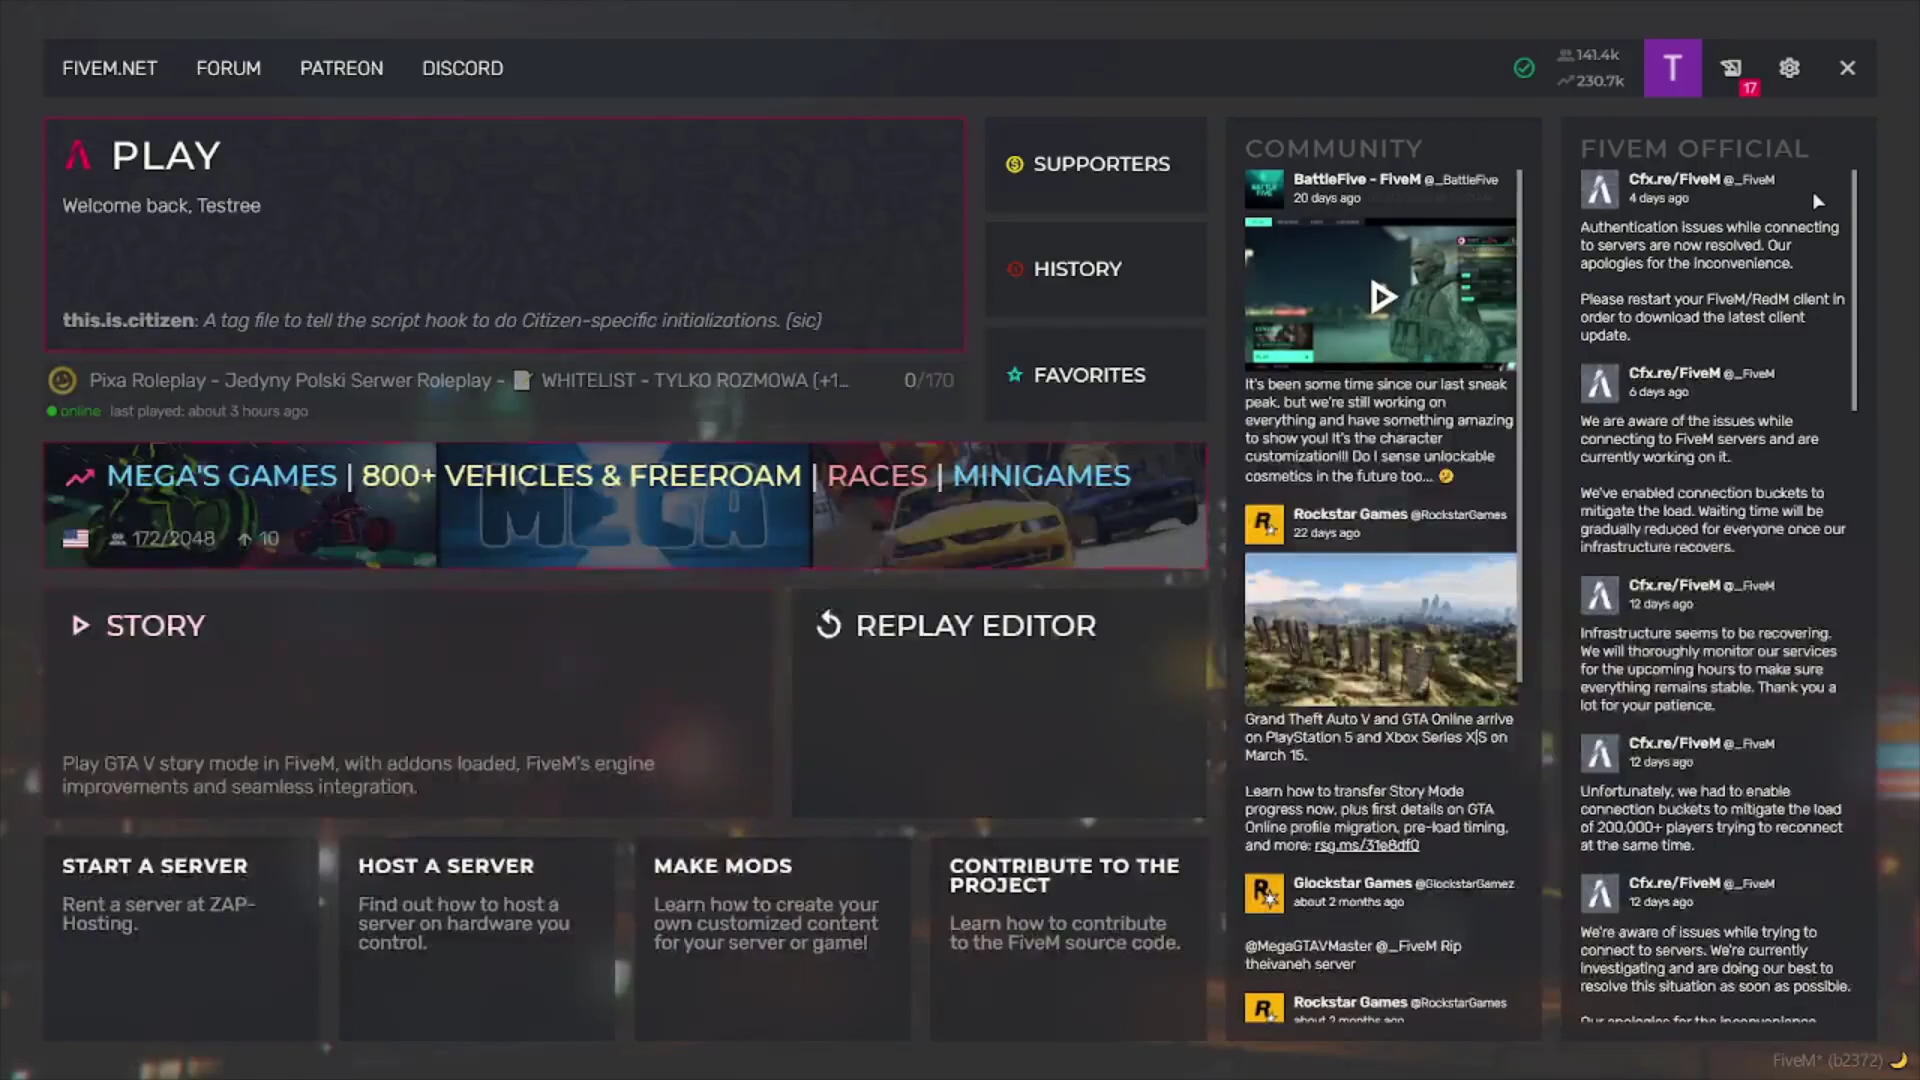 FIVEM.NET
FORUM
PATREON
DISCORD
141.4k
230.7k
T
17
PLAY
Welcome back, Testree
this.is.citizen: A tag file to tell the script hook to do Citizen-specific initializations. (sic)
Pixa Roleplay - Jedyny Polski Serwer Roleplay - 📝 WHITELIST - TYLKO ROZMOWA (+1...
0/170
online last played: about 3 hours ago
SUPPORTERS
HISTORY
FAVORITES
MEGA'S GAMES | 800+ VEHICLES & FREEROAM | RACES | MINIGAMES
MEGA
172/2048
10
STORY
Play GTA V story mode in FiveM, with addons loaded, FiveM's engine
improvements and seamless integration.
REPLAY EDITOR
START A SERVER
Rent a server at ZAP-
Hosting.
HOST A SERVER
Find out how to host a
server on hardware you
control.
MAKE MODS
Learn how to create your
own customized content
for your server or game!
CONTRIBUTE TO THE
PROJECT
Learn how to contribute
to the FiveM source code.
COMMUNITY
BattleFive - FiveM @_BattleFive
20 days ago
It's been some time since our last sneak
peak, but we're still working on
everything and have something amazing
to show you! It's the character
customization!!! Do I sense unlockable
cosmetics in the future too... 🤔
Rockstar Games @RockstarGames
22 days ago
Grand Theft Auto V and GTA Online arrive
on PlayStation 5 and Xbox Series X|S on
March 15.
Learn how to transfer Story Mode
progress now, plus first details on GTA
Online profile migration, pre-load timing,
and more: rsg.ms/31e8df0
Glockstar Games @GlockstarGamez
about 2 months ago
@MegaGTAVMaster @_FiveM Rip
theivaneh server
Rockstar Games @RockstarGames
about 2 months ago
FIVEM OFFICIAL
Cfx.re/FiveM @_FiveM
4 days ago
Authentication issues while connecting
to servers are now resolved. Our
apologies for the inconvenience.
Please restart your FiveM/RedM client in
order to download the latest client
update.
Cfx.re/FiveM @_FiveM
6 days ago
We are aware of the issues while
connecting to FiveM servers and are
currently working on it.
We've enabled connection buckets to
mitigate the load. Waiting time will be
gradually reduced for everyone once our
infrastructure recovers.
Cfx.re/FiveM @_FiveM
12 days ago
Infrastructure seems to be recovering.
We will thoroughly monitor our services
for the upcoming hours to make sure
everything remains stable. Thank you a
lot for your patience.
Cfx.re/FiveM @_FiveM
12 days ago
Unfortunately, we had to enable
connection buckets to mitigate the load
of 200,000+ players trying to reconnect
at the same time.
Cfx.re/FiveM @_FiveM
12 days ago
We're aware of issues while trying to
connect to servers. We're currently
investigating and are doing our best to
resolve this situation as soon as possible.
Our apologies for the inconvenience
FiveM* (b2372)